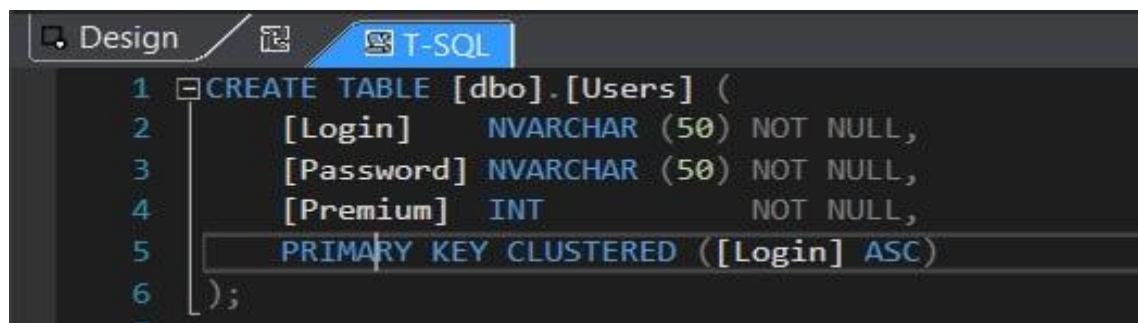 Design T-SQL
1 CREATE TABLE [dbo].[Users] (
2 [Login] NVARCHAR (50) NOT NULL,
3 [Password] NVARCHAR (50) NOT NULL,
4 [Premium] INT NOT NULL,
5 PRIMARY KEY CLUSTERED ([Login] ASC)
6 );